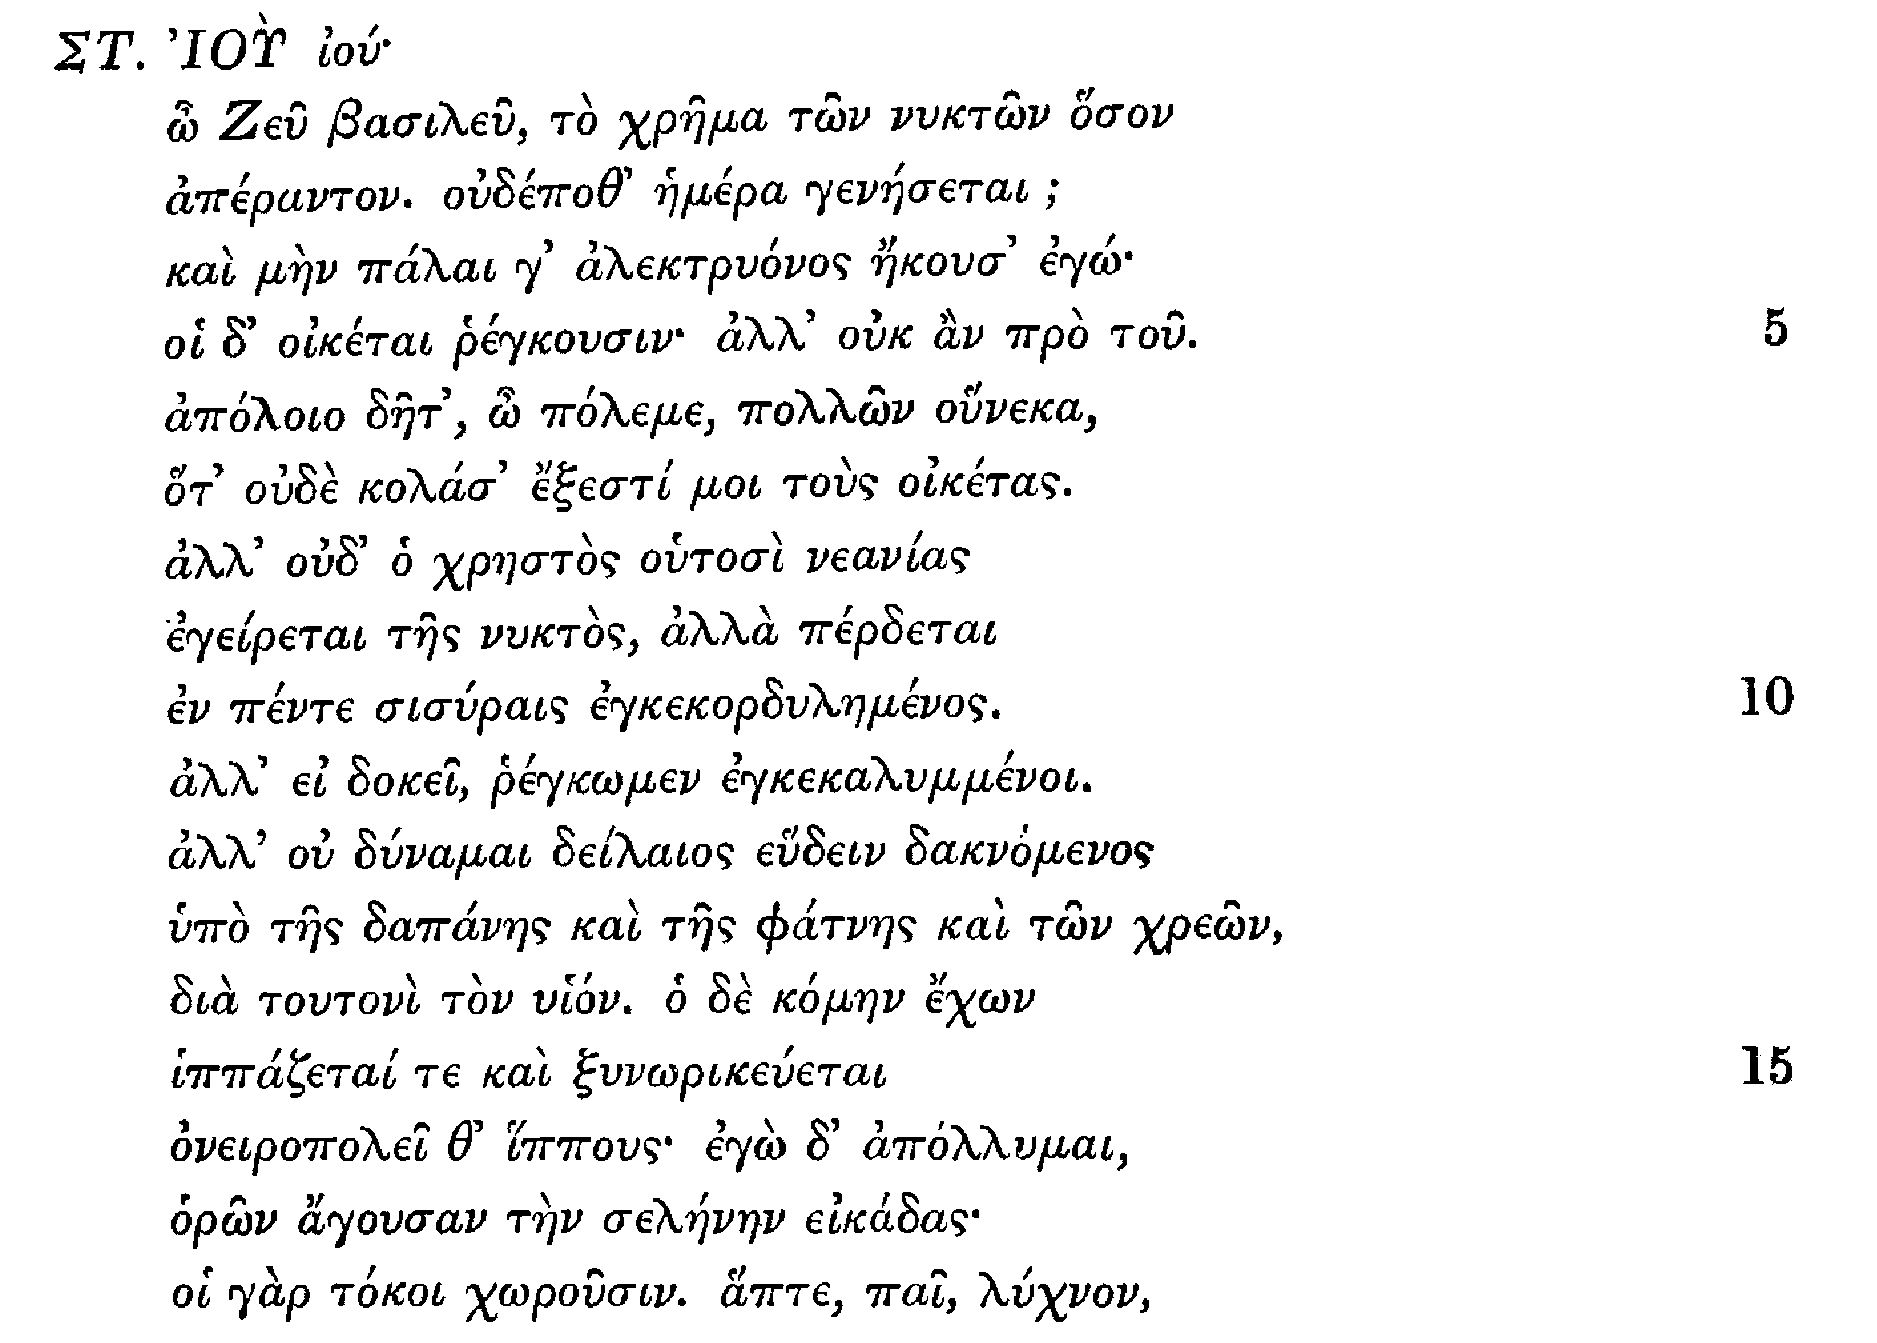 ΣΤ. ἸΟῪ ἰού·
ὦ Ζεῦ βασιλεῦ, τὸ χρῆμα τῶν νυκτῶν ὅσον
ἀπέραντον. οὐδέποθ’ ἡμέρα γενήσεται ;
καὶ μὴν πάλαι γ’ ἀλεκτρυόνος ἤκουσ’ ἐγώ·
οἱ δ’ οἰκέται ῥέγκουσιν· ἀλλ’ οὐκ ἂν πρὸ τοῦ. 5
ἀπόλοιο δῆτ’, ὦ πόλεμε, πολλῶν οὕνεκα,
ὅτ’ οὐδὲ κολάσ’ ἔξεστί μοι τοὺς οἰκέτας.
ἀλλ’ οὐδ’ ὁ χρηστὸς οὑτοσὶ νεανίας
ἐγείρεται τῆς νυκτὸς, ἀλλὰ πέρδεται
ἐν πέντε σισύραις ἐγκεκορδυλημένος. 10
ἀλλ’ εἰ δοκεῖ, ῥέγκωμεν ἐγκεκαλυμμένοι.
ἀλλ’ οὐ δύναμαι δείλαιος εὕδειν δακνόμενος
ὑπὸ τῆς δαπάνης καὶ τῆς φάτνης καὶ τῶν χρεῶν,
διὰ τουτονὶ τὸν υἱόν. ὁ δὲ κόμην ἔχων
ἱππάζεταί τε καὶ ξυνωρικεύεται 15
ὀνειροπολεῖ θ’ ἵππους· ἐγὼ δ’ ἀπόλλυμαι,
ὁρῶν ἄγουσαν τὴν σελήνην εἰκάδας·
οἱ γὰρ τόκοι χωροῦσιν. ἅπτε, παῖ, λύχνον,